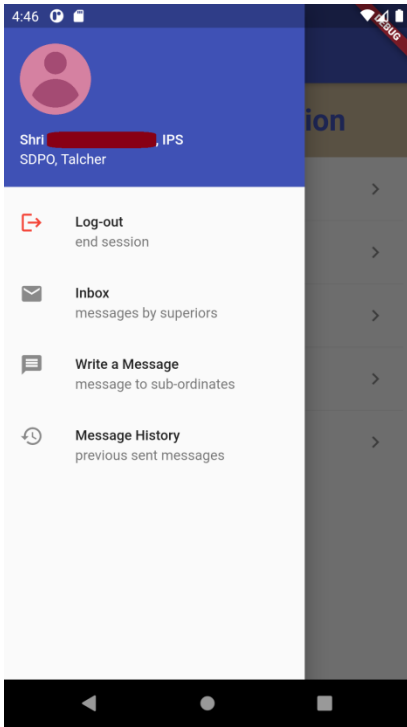 4:46
DEBUG
Shri , IPS
SDPO, Talcher
ion
Log-out
end session
Inbox
messages by superiors
Write a Message
message to sub-ordinates
Message History
previous sent messages